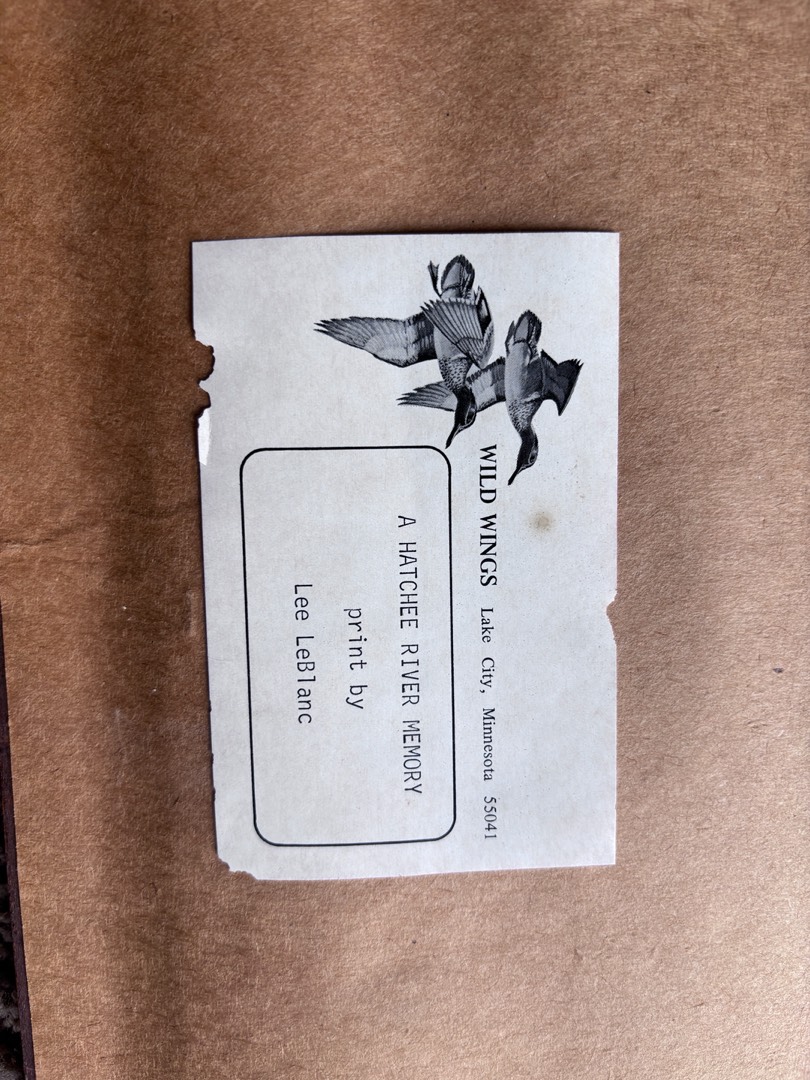 WILD WINGS Lake City, Minnesota 55041
A HATCHEE RIVER MEMORY
print by
Lee LeBlanc